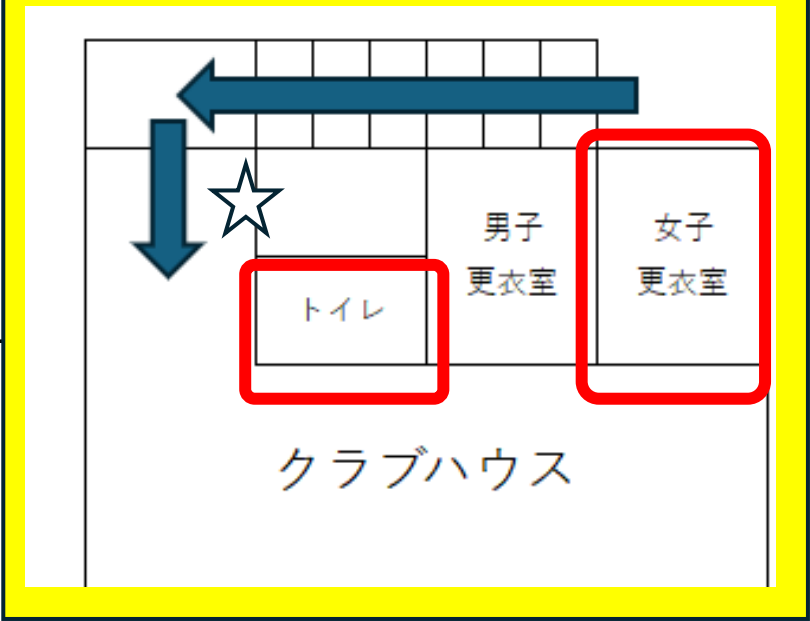 男子
更衣室
女子
更衣室
トイレ
クラブハウス